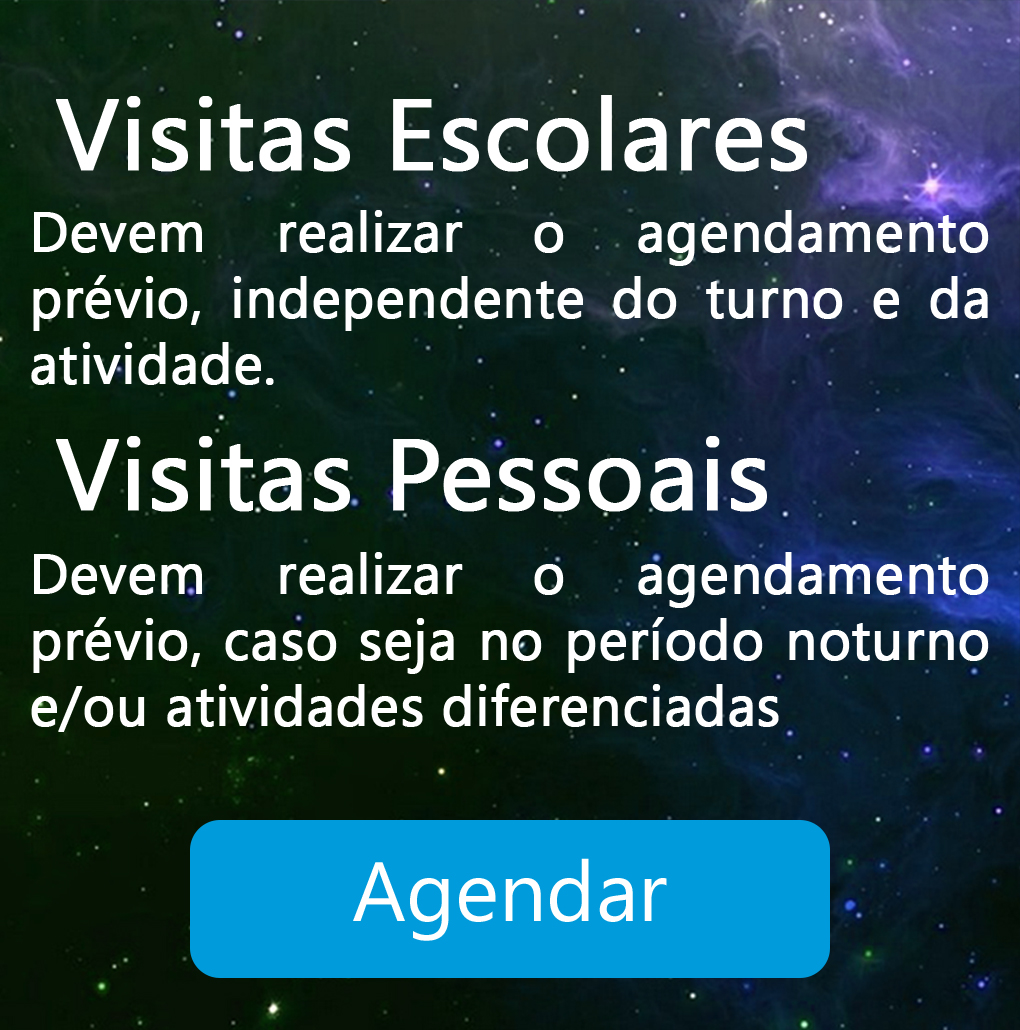 Visitas Escolares
Devem realizar o agendamento
prévio, independente do turno e da
atividade.
Visitas Pessoais
Devem realizar o agendamento
prévio, caso seja no período noturno
e/ou atividades diferenciadas
Agendar